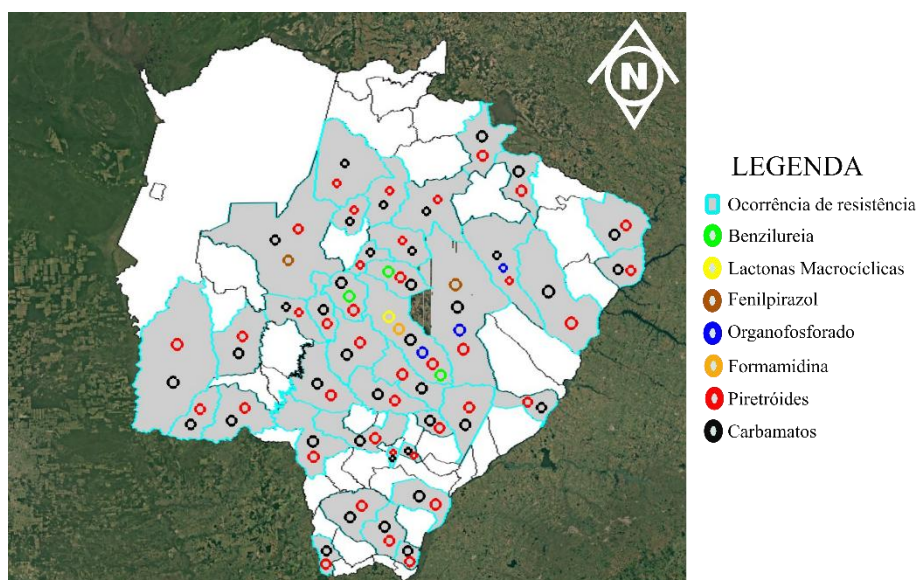 N
LEGENDA
Ocorrência de resistência
Benzilureia
Lactonas Macrocíclicas
Fenilpirazol
Organofosforado
Formamidina
Piretróides
Carbamatos